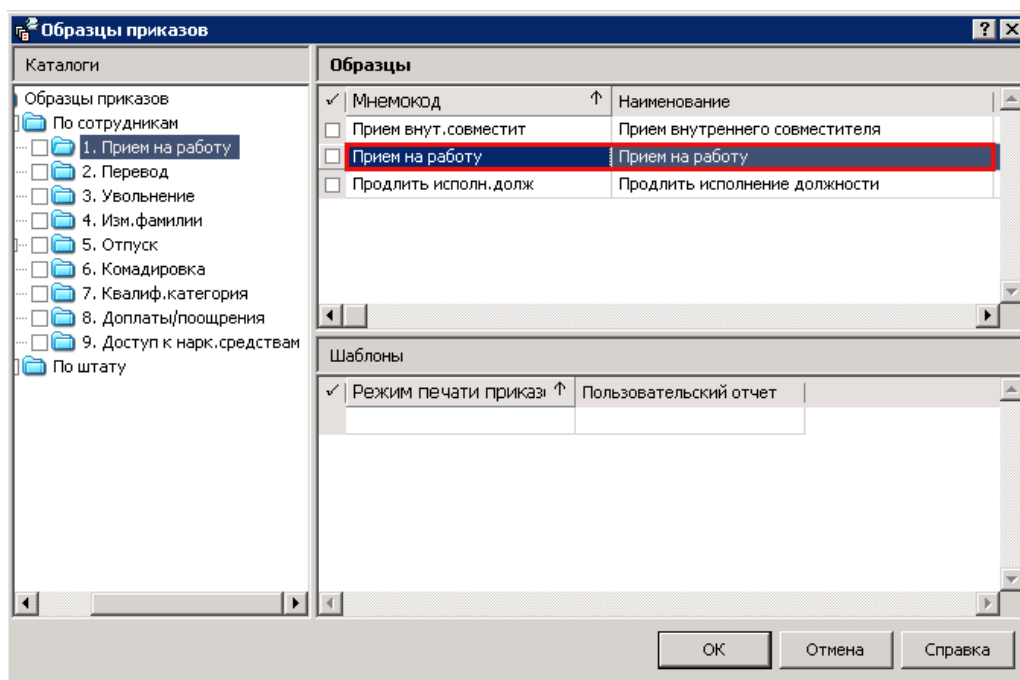 Образцы приказов
Каталоги
Образцы приказов
По сотрудникам
1. Прием на работу
2. Перевод
3. Увольнение
4. Изм.фамилии
5. Отпуск
6. Комадировка
7. Квалиф.категория
8. Доплаты/поощрения
9. Доступ к нарк.средствам
По штату
Образцы
Мнемокод Наименование
Прием внут.совместит Прием внутреннего совместителя
Прием на работу Прием на работу
Продлить исполн.долж Продлить исполнение должности
Шаблоны
Режим печати приказ Пользовательский отчет
ОК Отмена Справка